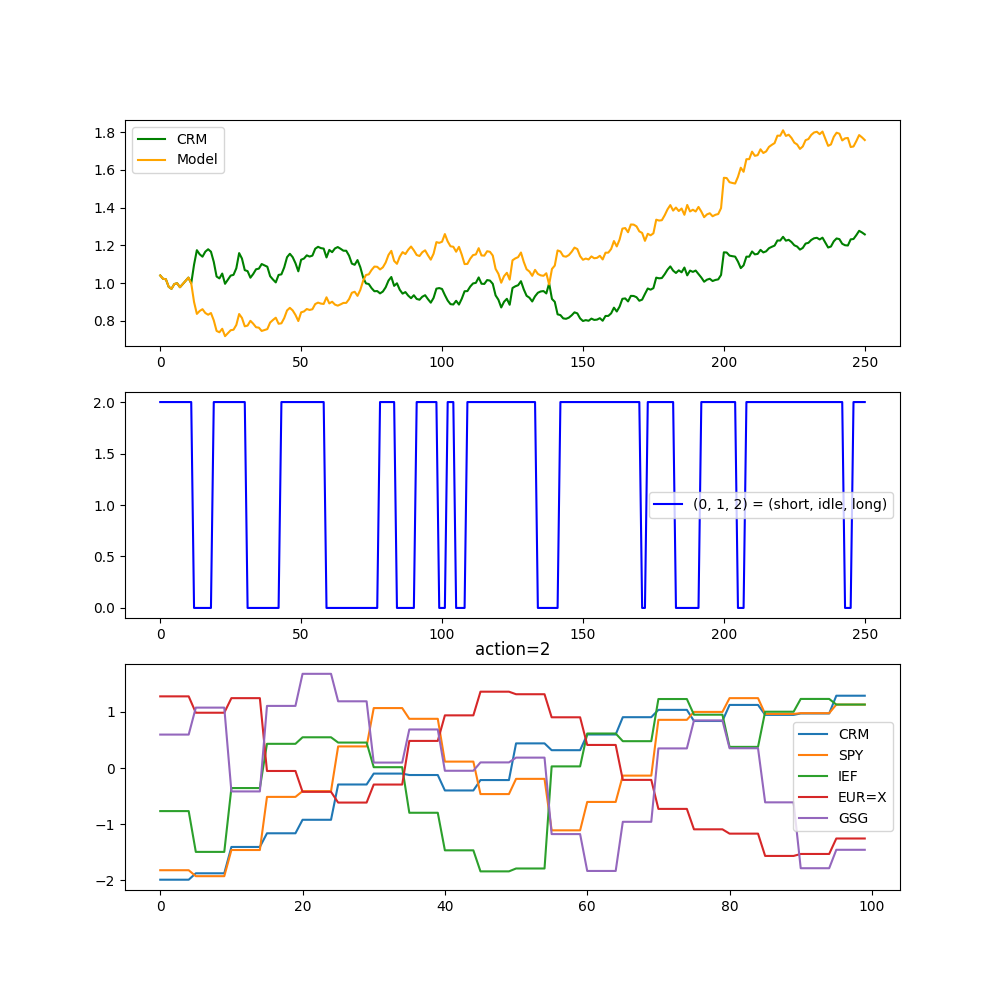 1.8
1.6
1.4
1.2
1.0
0.8
CRM
Model
0 50 100 150 200 250
2.0
1.5
1.0
0.5
0.0
(0, 1, 2) = (short, idle, long)
0 50 100 150 200 250
action=2
1
0
−1
−2
CRM
SPY
IEF
EUR=X
GSG
0 20 40 60 80 100